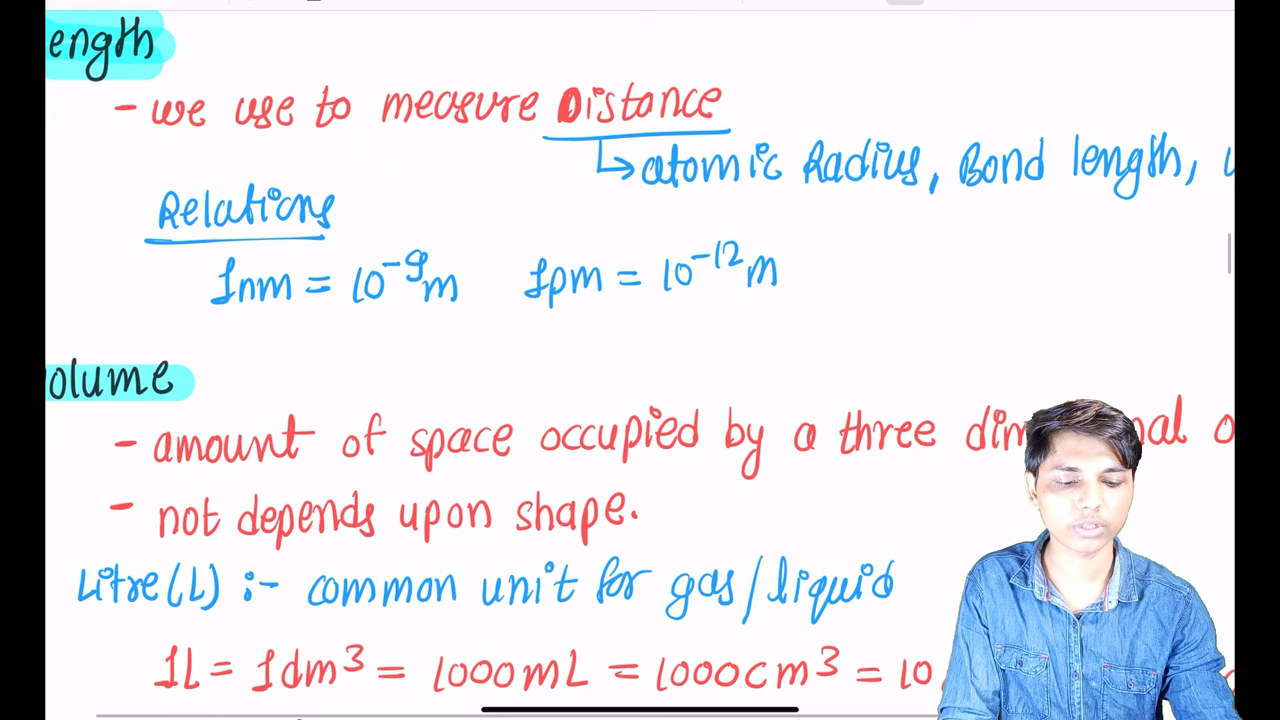 ength
- we use to measure Distance
↳ atomic Radius, Bond length,
Relations
1nm = 10⁻⁹m 1pm = 10⁻¹²m
olume
- amount of space occupied by a three
- not depends upon shape.
Litre(L) :- common unit for gas/liquid
1L = 1dm³ = 1000mL = 1000cm³ = 10